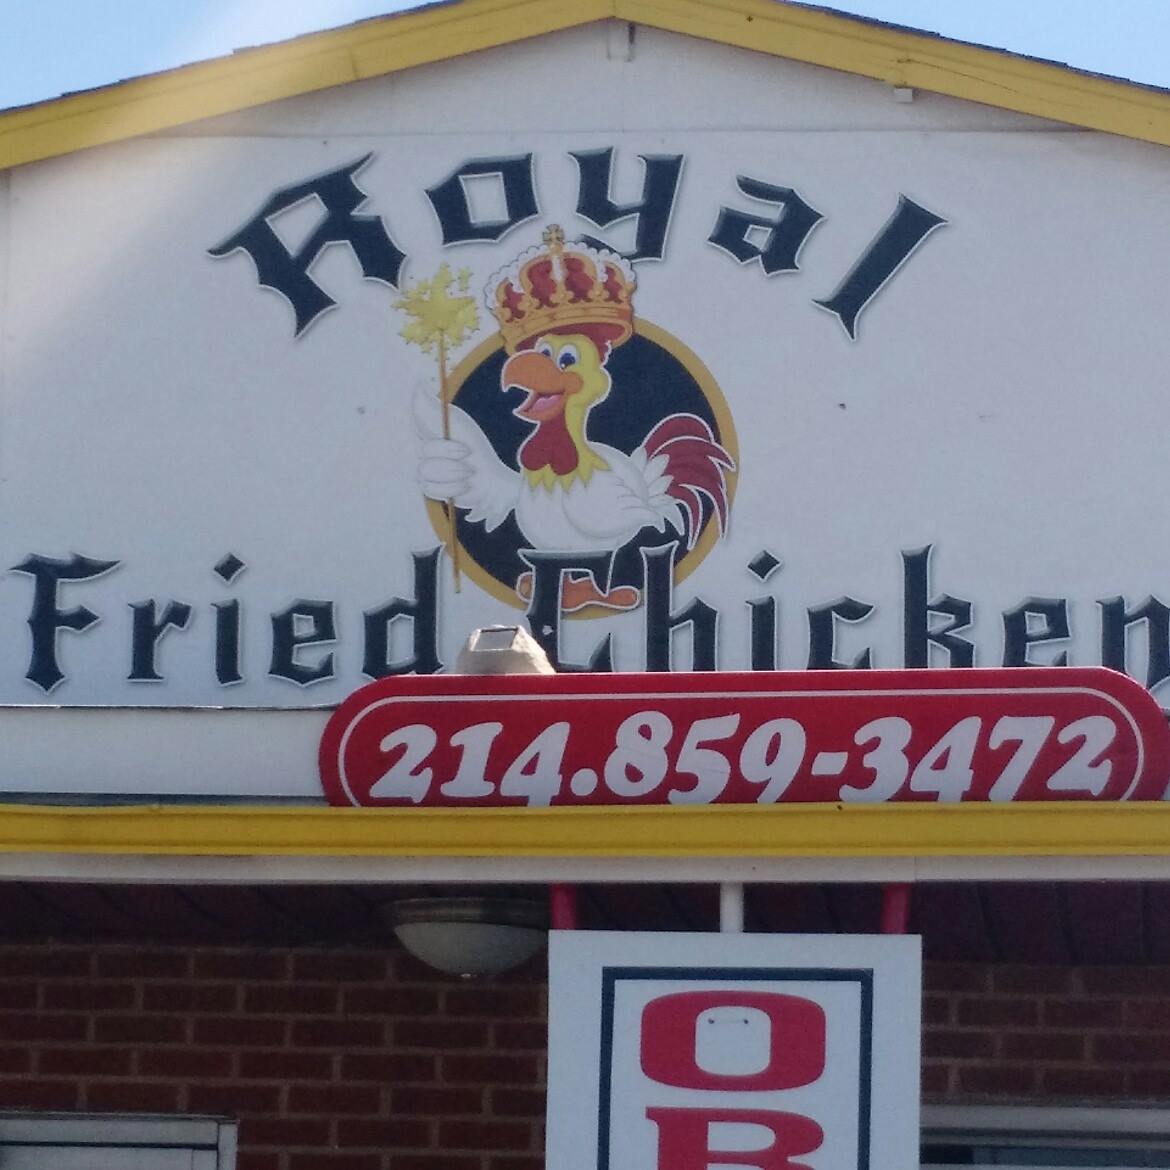 Royal
Fried Chicken
214.859-3472
O
R